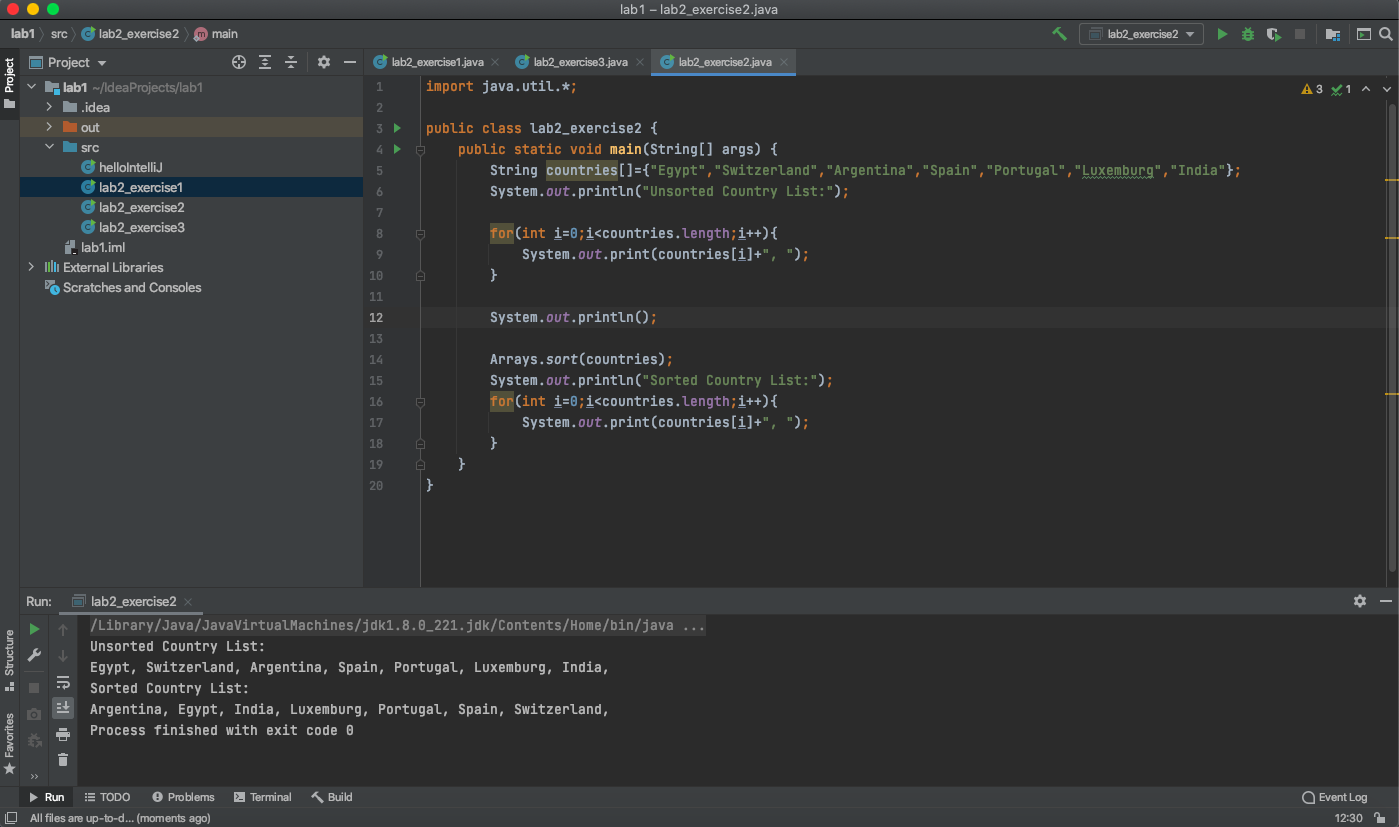 lab1 – lab2_exercise2.java
lab1 src lab2_exercise2 main
lab2_exercise2
Project
lab1 ~/IdeaProjects/lab1
.idea
out
src
helloIntelliJ
lab2_exercise1
lab2_exercise2
lab2_exercise3
lab1.iml
External Libraries
Scratches and Consoles
Project
Structure
Favorites
lab2_exercise1.java lab2_exercise3.java lab2_exercise2.java
3 1
1 import java.util.*;
2
3 public class lab2_exercise2 {
4 public static void main(String[] args) {
5 String countries[]={"Egypt","Switzerland","Argentina","Spain","Portugal","Luxemburg","India"};
6 System.out.println("Unsorted Country List:");
7
8 for(int i=0;i<countries.length;i++){
9 System.out.print(countries[i]+", ");
10 }
11
12 System.out.println();
13
14 Arrays.sort(countries);
15 System.out.println("Sorted Country List:");
16 for(int i=0;i<countries.length;i++){
17 System.out.print(countries[i]+", ");
18 }
19 }
20 }
Run: lab2_exercise2
/Library/Java/JavaVirtualMachines/jdk1.8.0_221.jdk/Contents/Home/bin/java ...
Unsorted Country List:
Egypt, Switzerland, Argentina, Spain, Portugal, Luxemburg, India,
Sorted Country List:
Argentina, Egypt, India, Luxemburg, Portugal, Spain, Switzerland,
Process finished with exit code 0
Run TODO Problems Terminal Build Event Log
All files are up-to-d... (moments ago) 12:30